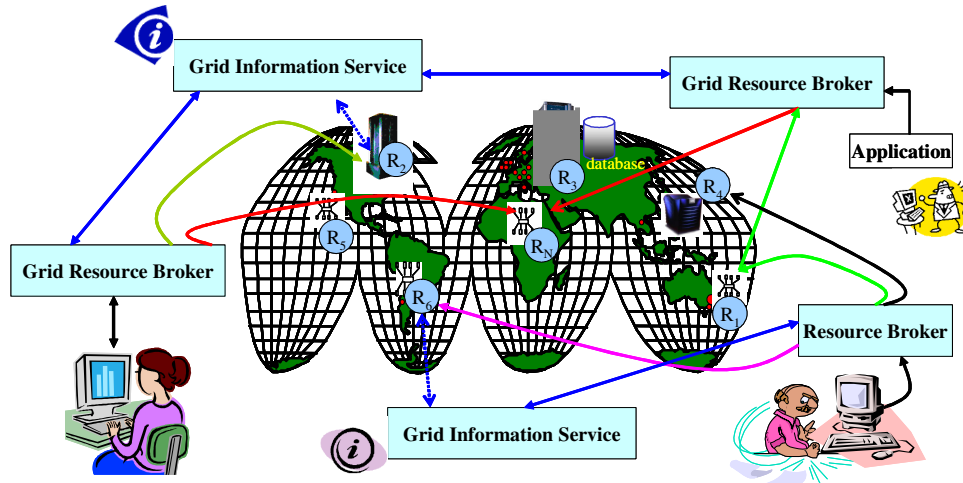 i
Grid Information Service
Grid Resource Broker
database
Application
R2
R3
R4
R5
RN
Grid Resource Broker
R6
R1
Resource Broker
Grid Information Service
i